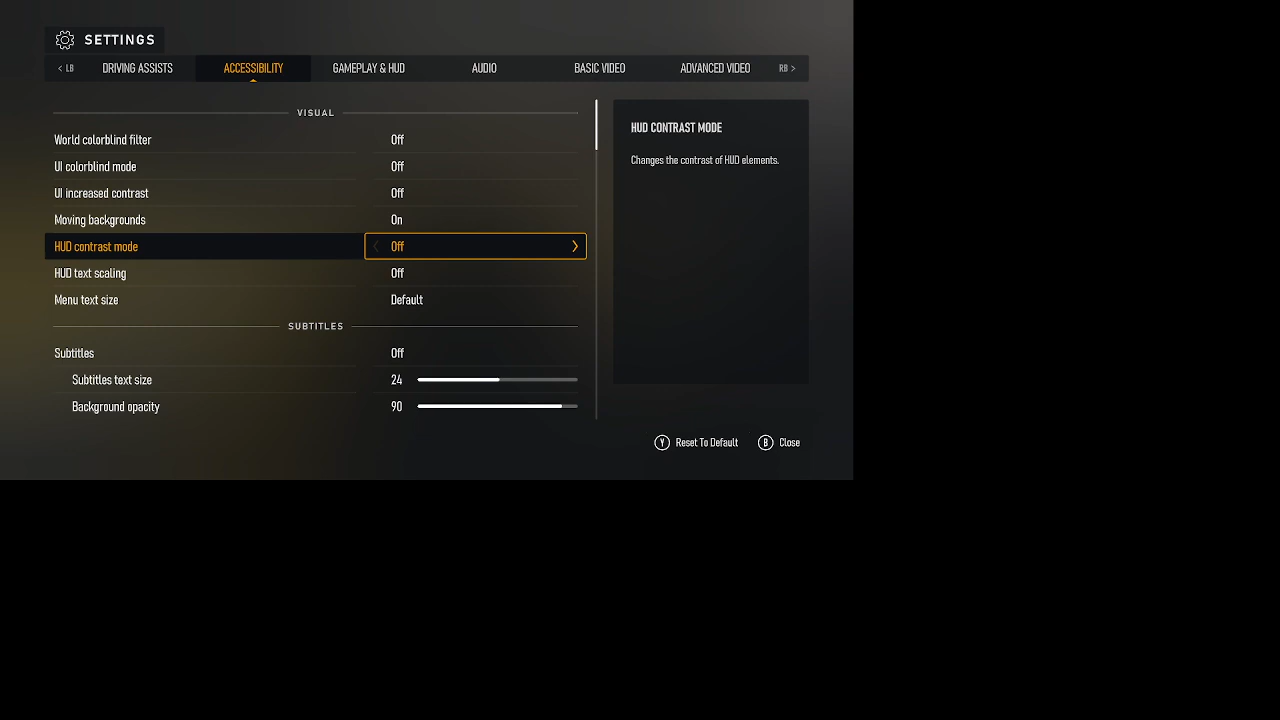 SETTINGS
< LB DRIVING ASSISTS ACCESSIBILITY GAMEPLAY & HUD AUDIO BASIC VIDEO ADVANCED VIDEO RB >
VISUAL
World colorblind filter Off
UI colorblind mode Off
UI increased contrast Off
Moving backgrounds On
HUD contrast mode Off
HUD text scaling Off
Menu text size Default
SUBTITLES
Subtitles Off
Subtitles text size 24
Background opacity 90
HUD CONTRAST MODE
Changes the contrast of HUD elements.
Y Reset To Default B Close